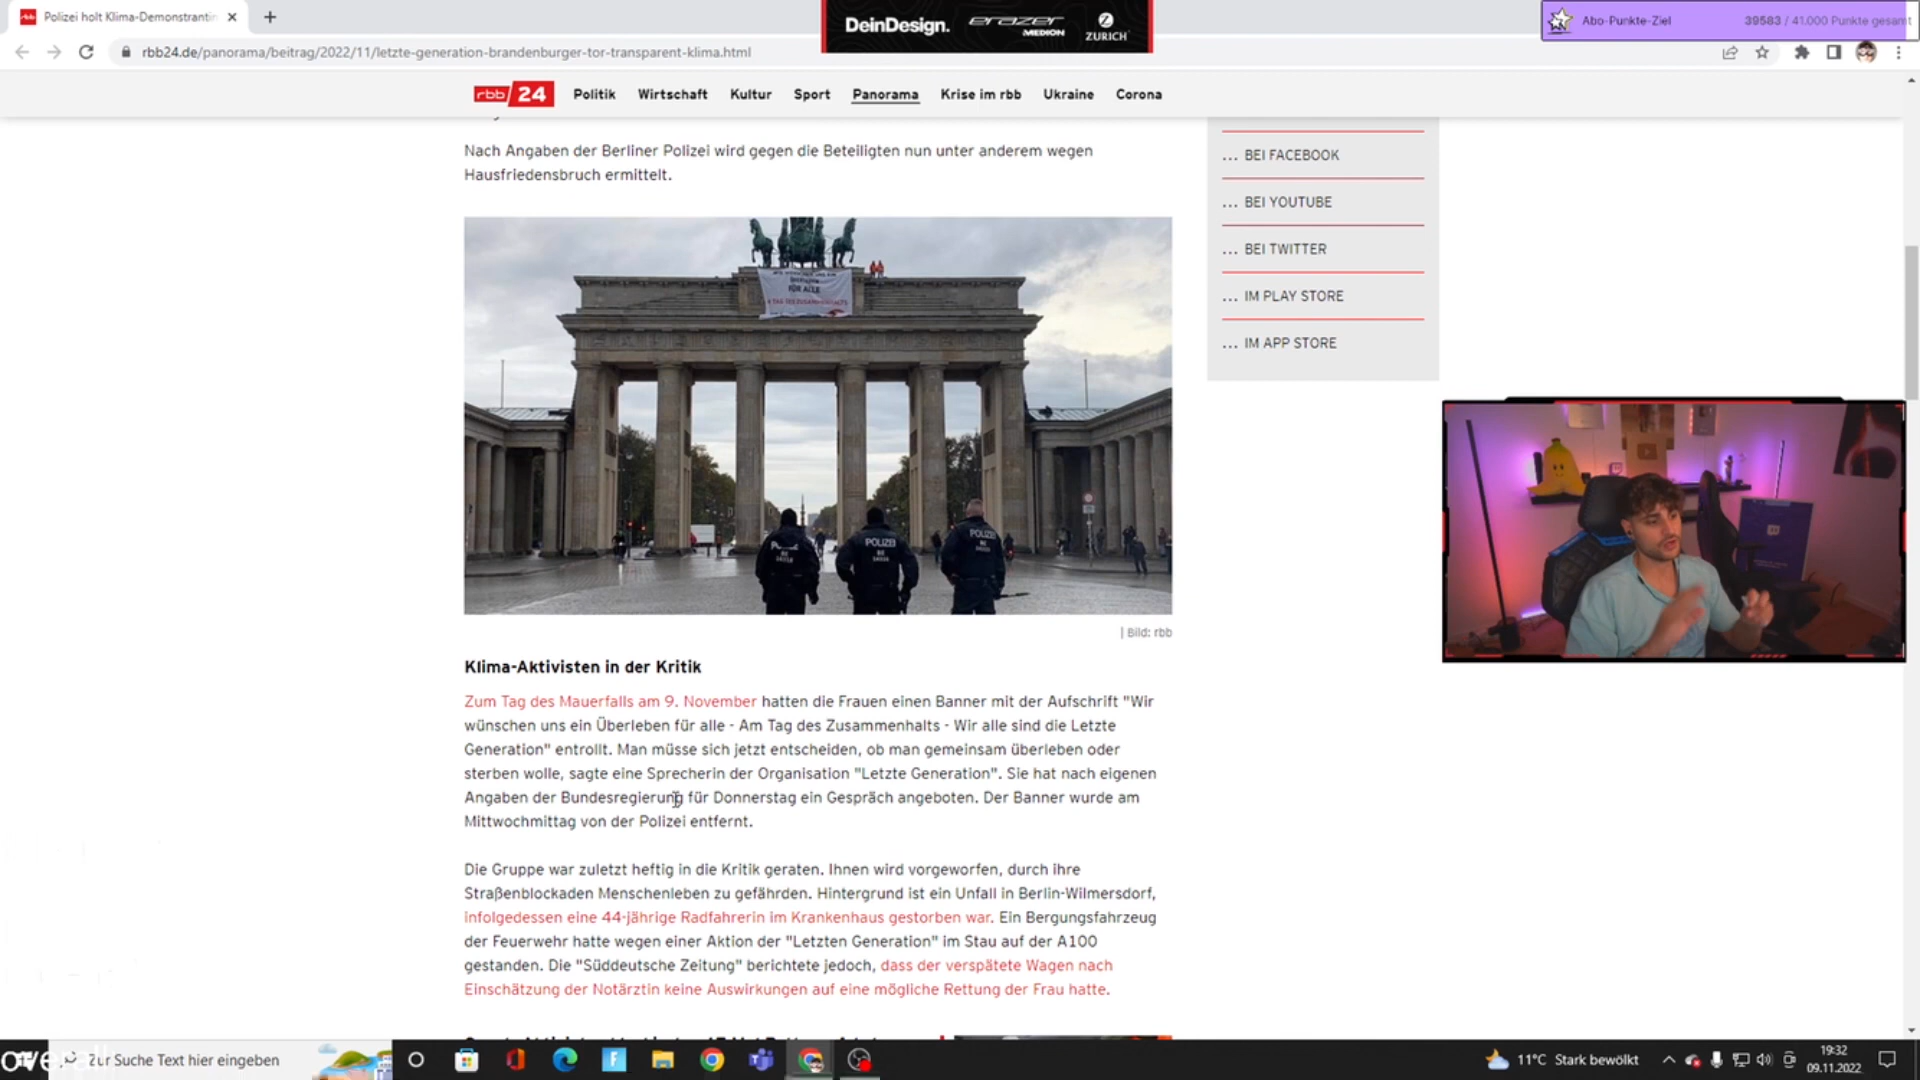 Polizei holt Klima-Demonstrantin
DeinDesign.
erazer
MEDION
ZURICH
Abo-Punkte-Ziel
39583 / 41.000 Punkte gesamt
rbb24.de/panorama/beitrag/2022/11/letzte-generation-brandenburger-tor-transparent-klima.html
rbb 24
Politik
Wirtschaft
Kultur
Sport
Panorama
Krise im rbb
Ukraine
Corona
Nach Angaben der Berliner Polizei wird gegen die Beteiligten nun unter anderem wegen
Hausfriedensbruch ermittelt.
... BEI FACEBOOK
... BEI YOUTUBE
... BEI TWITTER
... IM PLAY STORE
... IM APP STORE
FÜR ALLE
POLIZEI
POLIZEI
| Bild: rbb
Klima-Aktivisten in der Kritik
Zum Tag des Mauerfalls am 9. November hatten die Frauen einen Banner mit der Aufschrift "Wir
wünschen uns ein Überleben für alle - Am Tag des Zusammenhalts - Wir alle sind die Letzte
Generation" entrollt. Man müsse sich jetzt entscheiden, ob man gemeinsam überleben oder
sterben wolle, sagte eine Sprecherin der Organisation "Letzte Generation". Sie hat nach eigenen
Angaben der Bundesregierung für Donnerstag ein Gespräch angeboten. Der Banner wurde am
Mittwochmittag von der Polizei entfernt.
Die Gruppe war zuletzt heftig in die Kritik geraten. Ihnen wird vorgeworfen, durch ihre
Straßenblockaden Menschenleben zu gefährden. Hintergrund ist ein Unfall in Berlin-Wilmersdorf,
infolgedessen eine 44-jährige Radfahrerin im Krankenhaus gestorben war. Ein Bergungsfahrzeug
der Feuerwehr hatte wegen einer Aktion der "Letzten Generation" im Stau auf der A100
gestanden. Die "Süddeutsche Zeitung" berichtete jedoch, dass der verspätete Wagen nach
Einschätzung der Notärztin keine Auswirkungen auf eine mögliche Rettung der Frau hatte.
overall
Zur Suche Text hier eingeben
11°C Stark bewölkt
19:32
09.11.2022